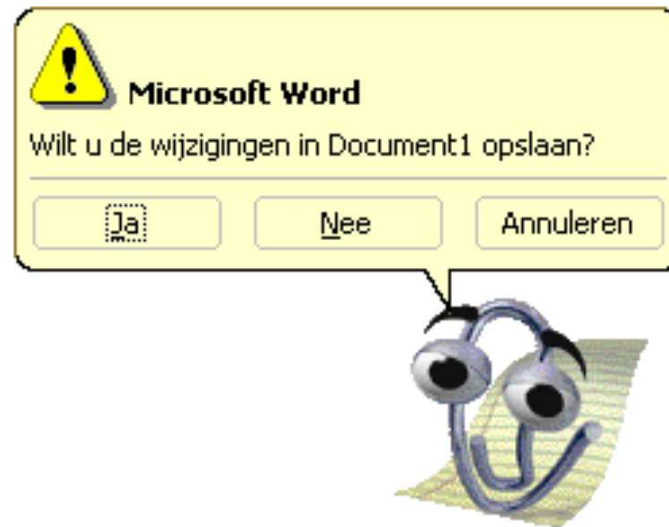 Microsoft Word
Wilt u de wijzigingen in Document1 opslaan?
Ja Nee Annuleren